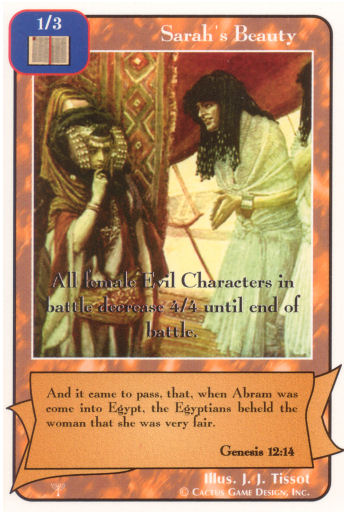 1/3
Sarah's Beauty
All female Evil Characters in
battle decrease 4/4 until end of
battle.
And it came to pass, that, when Abram was
come into Egypt, the Egyptians beheld the
woman that she was very fair.
Genesis 12:14
Illus. J. J. Tissot
© Cactus Game Design, Inc.